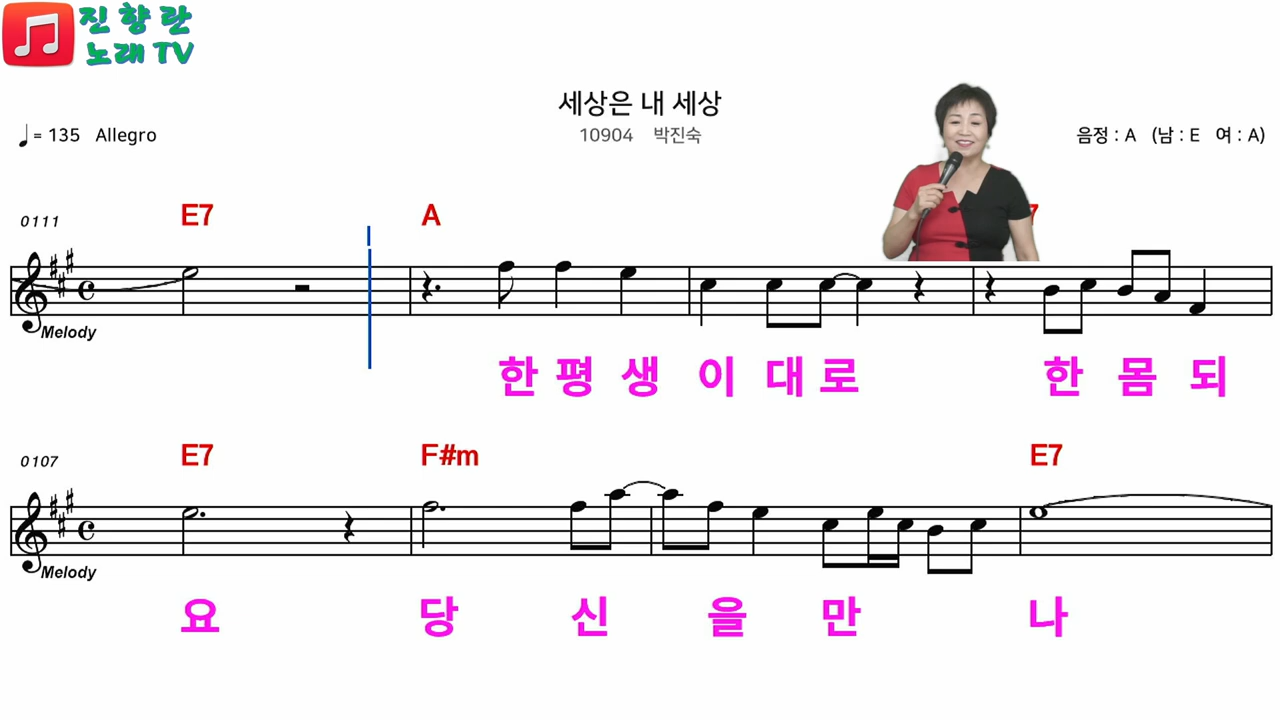 진향란
노래 TV
세상은 내 세상
♩= 135 Allegro
10904 박진숙
음정 : A (남 : E 여 : A)
0111
E7 A 7
Melody
한 평 생 이 대 로 한 몸 되
0107
E7 F#m E7
Melody
요 당 신 을 만 나